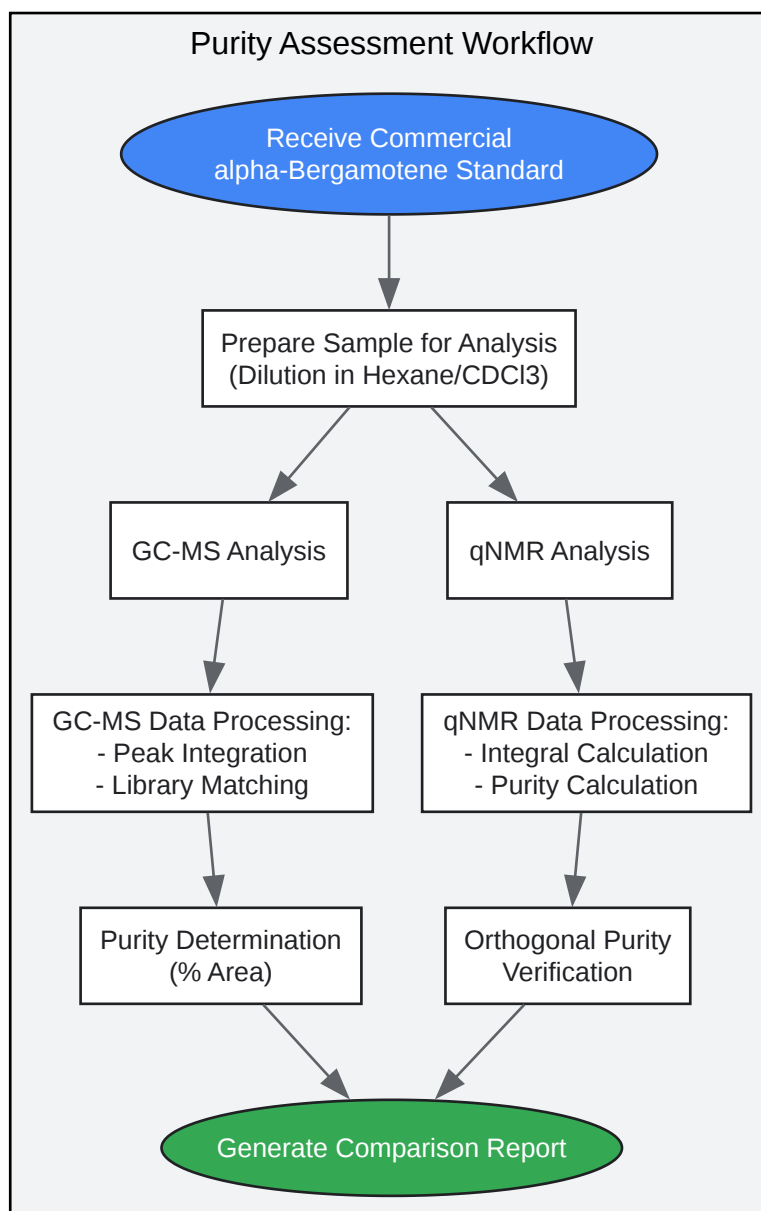 Purity Assessment Workflow
Receive Commercial
alpha-Bergamotene Standard
Prepare Sample for Analysis
(Dilution in Hexane/CDCl3)
GC-MS Analysis
qNMR Analysis
GC-MS Data Processing:
- Peak Integration
- Library Matching
qNMR Data Processing:
- Integral Calculation
- Purity Calculation
Purity Determination
(% Area)
Orthogonal Purity
Verification
Generate Comparison Report